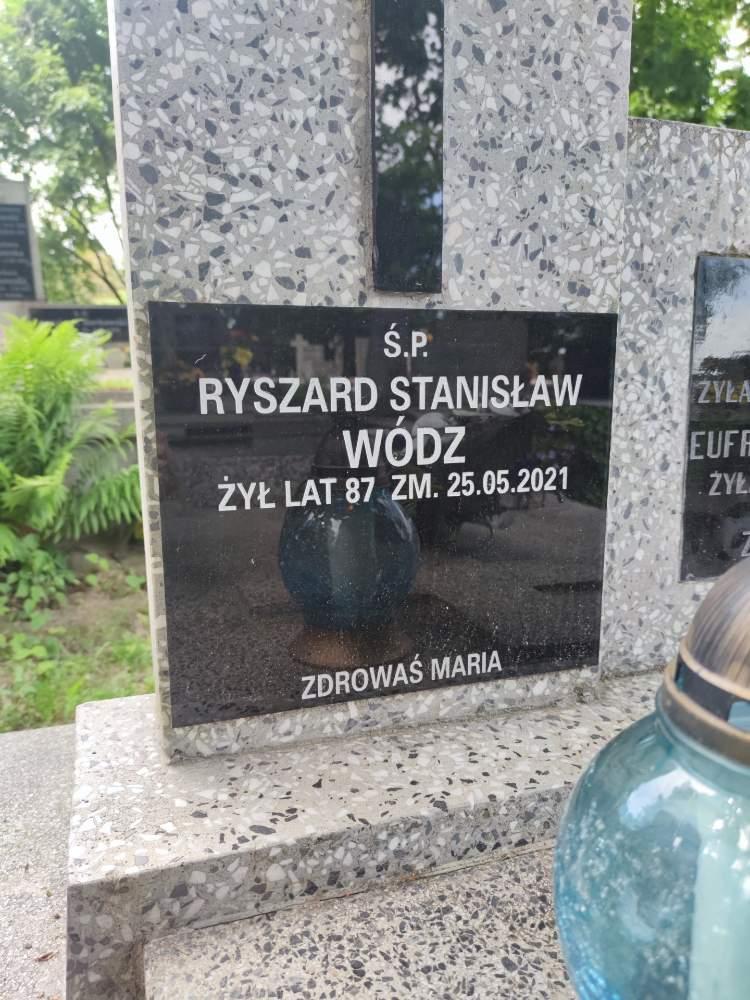 Ś.P.
RYSZARD STANISŁAW
WÓDZ
ŻYŁ LAT 87 ZM. 25.05.2021
ZDROWAŚ MARIA